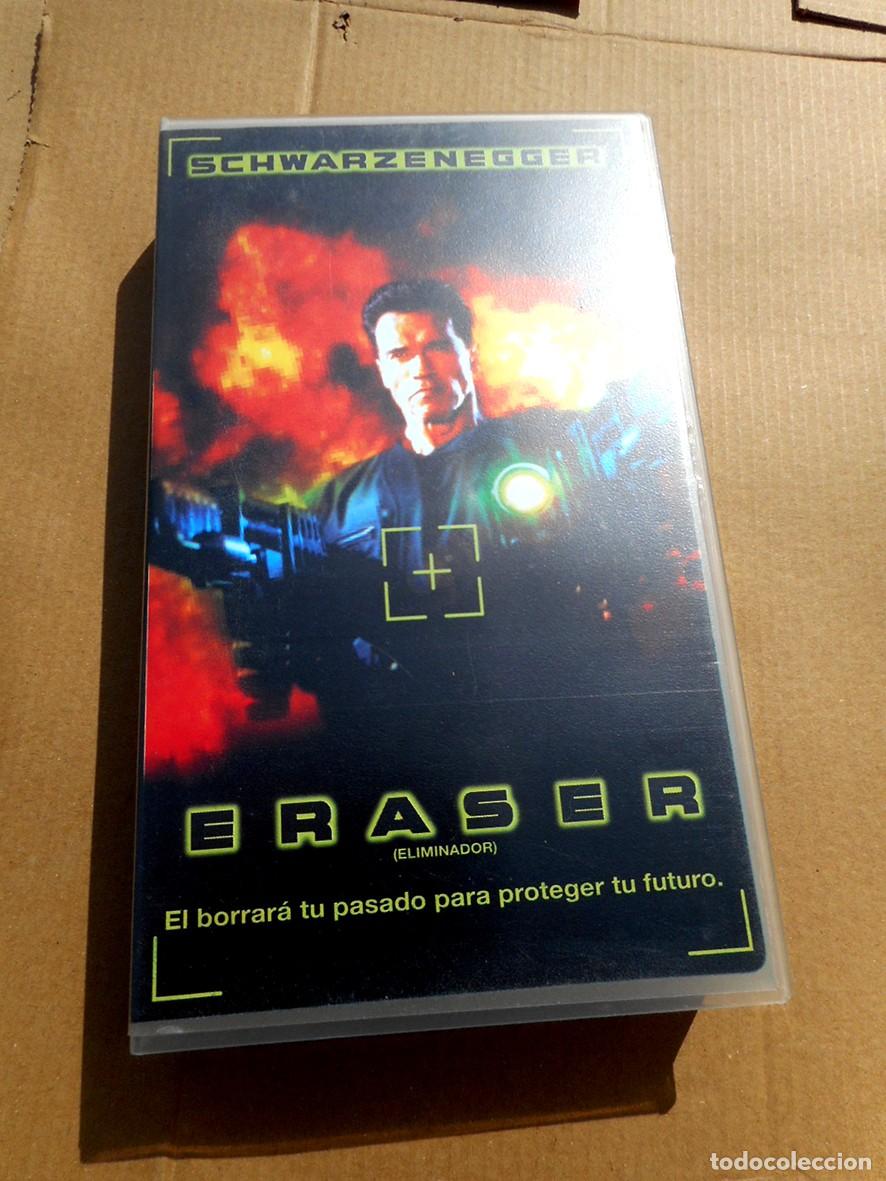 SCHWARZENEGGER
ERASER
(ELIMINADOR)
El borrará tu pasado para proteger tu futuro.
todocoleccion